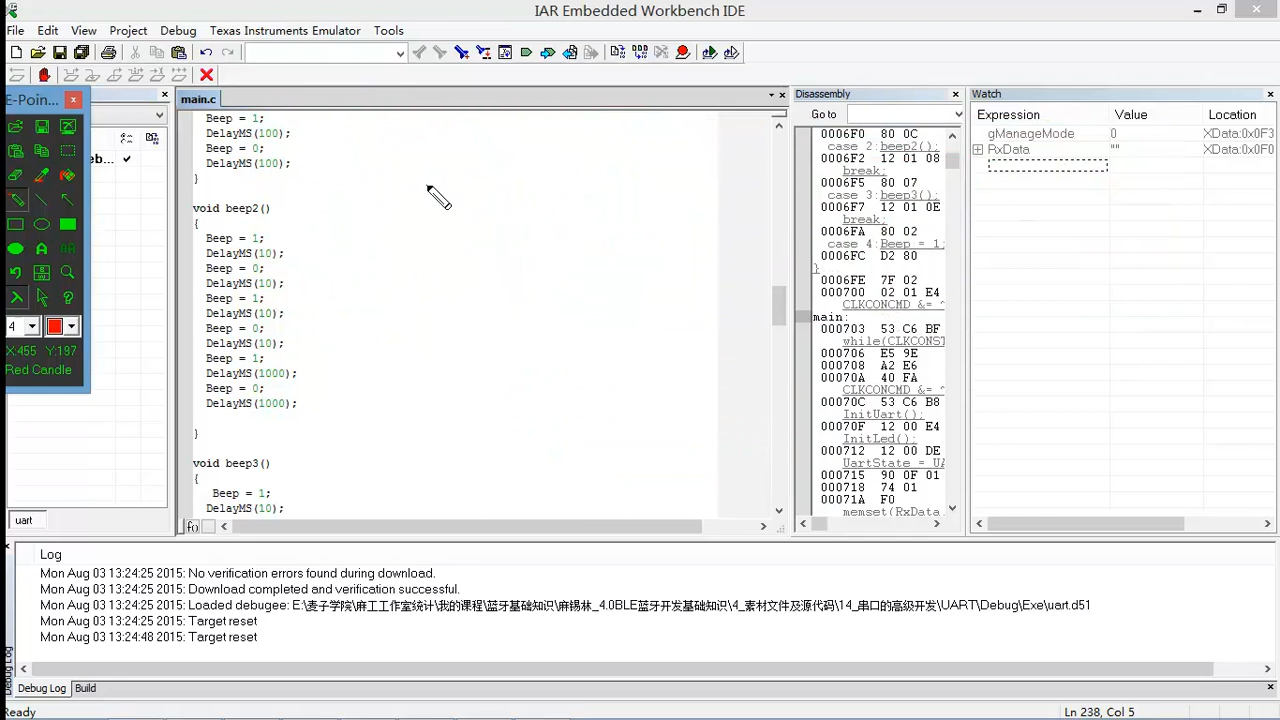 IAR Embedded Workbench IDE
File Edit View Project Debug Texas Instruments Emulator Tools
E-Poin...
main.c
Disassembly
Watch
Go to
Expression Value Location
gManageMode 0 XData:0x0F3
RxData "" XData:0x0F0
Beep = 1;
DelayMS(100);
Beep = 0;
DelayMS(100);
}
void beep2()
{
Beep = 1;
DelayMS(10);
Beep = 0;
DelayMS(10);
Beep = 1;
DelayMS(10);
Beep = 0;
DelayMS(10);
Beep = 1;
DelayMS(1000);
Beep = 0;
DelayMS(1000);
}
void beep3()
{
Beep = 1;
DelayMS(10);
0006F0 80 0C
case 2:beep2();
0006F2 12 01 08
break;
0006F5 80 07
case 3:beep3();
0006F7 12 01 0E
break;
0006FA 80 02
case 4:Beep = 1;
0006FC D2 80
}
0006FE 7F 02
000700 02 01 E4
CLKCONCMD &= ~
main:
000703 53 C6 BF
while(CLKCONST
000706 E5 9E
000708 A2 E6
00070A 40 FA
CLKCONCMD &= ~
00070C 53 C6 B8
InitUart();
00070F 12 00 E4
InitLed();
000712 12 00 DE
UartState = UA
000715 90 0F 01
000718 74 01
00071A F0
memset(RxData
eb...
4
X:455 Y:197
Red Candle
uart
Log
Mon Aug 03 13:24:25 2015: No verification errors found during download.
Mon Aug 03 13:24:25 2015: Download completed and verification successful.
Mon Aug 03 13:24:25 2015: Loaded debugee: E:\麦子学院\麻工工作室统计\我的课程\蓝牙基础知识\麻锡林_4.0BLE蓝牙开发基础知识\4_素材文件及源代码\14_串口的高级开发\UART\Debug\Exe\uart.d51
Mon Aug 03 13:24:25 2015: Target reset
Mon Aug 03 13:24:48 2015: Target reset
Debug Log
Debug Log Build
Ready
Ln 238, Col 5